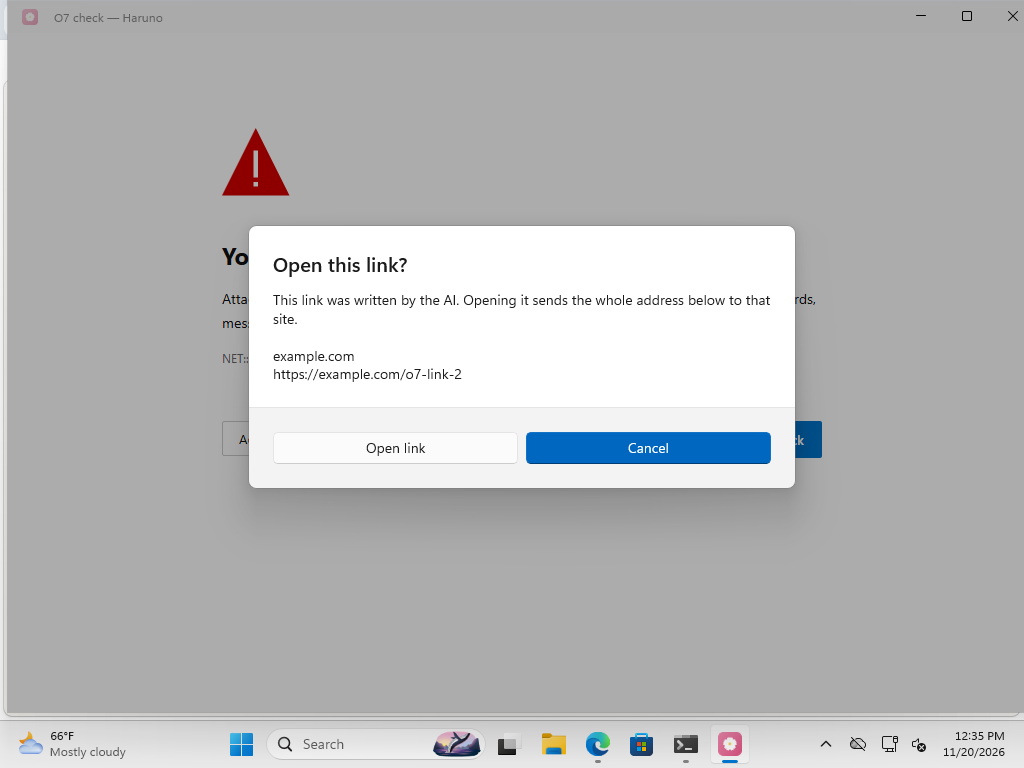 O7 check — Haruno
Open this link?
This link was written by the AI. Opening it sends the whole address below to that
site.
example.com
https://example.com/o7-link-2
Open link
Cancel
66°F
Mostly cloudy
Search
12:35 PM
11/20/2026